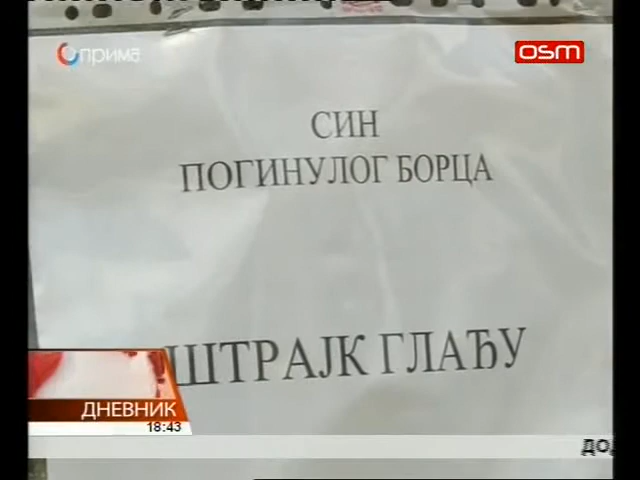 прима
OSM
СИН
ПОГИНУЛОГ БОРЦА
ШТРАЈК ГЛАЂУ
ДНЕВНИК
18:43